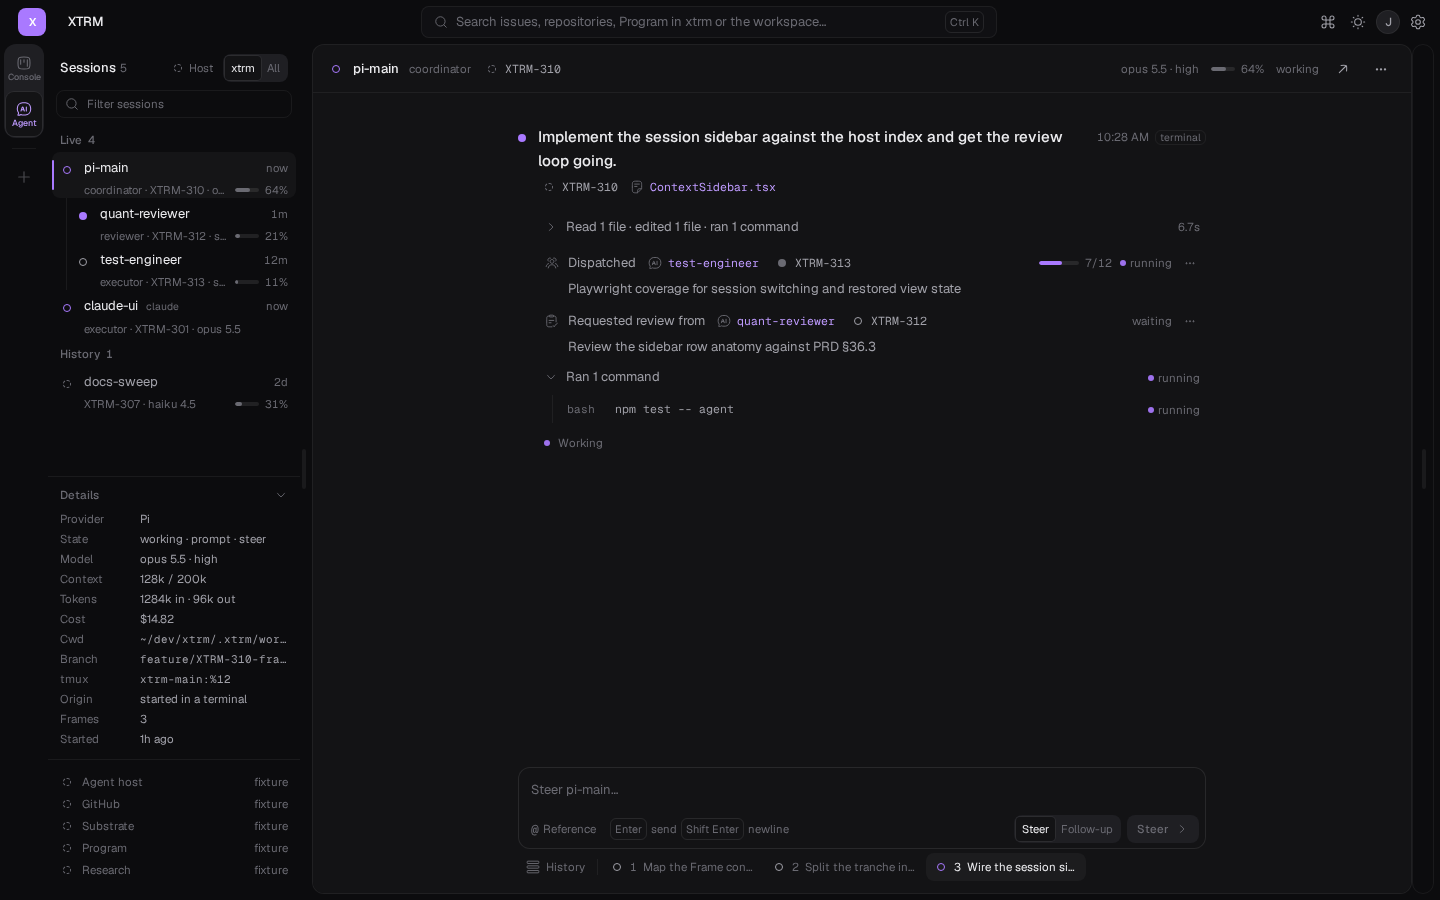 X XTRM Search issues, repositories, Program in xtrm or the workspace... Ctrl K J
Console
AI
Agent
Sessions 5 Host xtrm All
Filter sessions
Live 4
pi-main now
coordinator · XTRM-310 · o... 64%
quant-reviewer 1m
reviewer · XTRM-312 · s... 21%
test-engineer 12m
executor · XTRM-313 · s... 11%
claude-ui claude now
executor · XTRM-301 · opus 5.5
History 1
docs-sweep 2d
XTRM-307 · haiku 4.5 31%
Details
Provider Pi
State working · prompt · steer
Model opus 5.5 · high
Context 128k / 200k
Tokens 1284k in · 96k out
Cost $14.82
Cwd ~/dev/xtrm/.xtrm/wor...
Branch feature/XTRM-310-fra...
tmux xtrm-main:%12
Origin started in a terminal
Frames 3
Started 1h ago
Agent host fixture
GitHub fixture
Substrate fixture
Program fixture
Research fixture
pi-main coordinator XTRM-310 opus 5.5 · high 64% working
Implement the session sidebar against the host index and get the review 10:28 AM terminal
loop going.
XTRM-310 ContextSidebar.tsx
Read 1 file · edited 1 file · ran 1 command 6.7s
Dispatched AI test-engineer XTRM-313 7/12 running
Playwright coverage for session switching and restored view state
Requested review from AI quant-reviewer XTRM-312 waiting
Review the sidebar row anatomy against PRD §36.3
Ran 1 command running
bash npm test -- agent running
Working
Steer pi-main...
@ Reference Enter send Shift Enter newline Steer Follow-up Steer
History 1 Map the Frame con... 2 Split the tranche in... 3 Wire the session si...